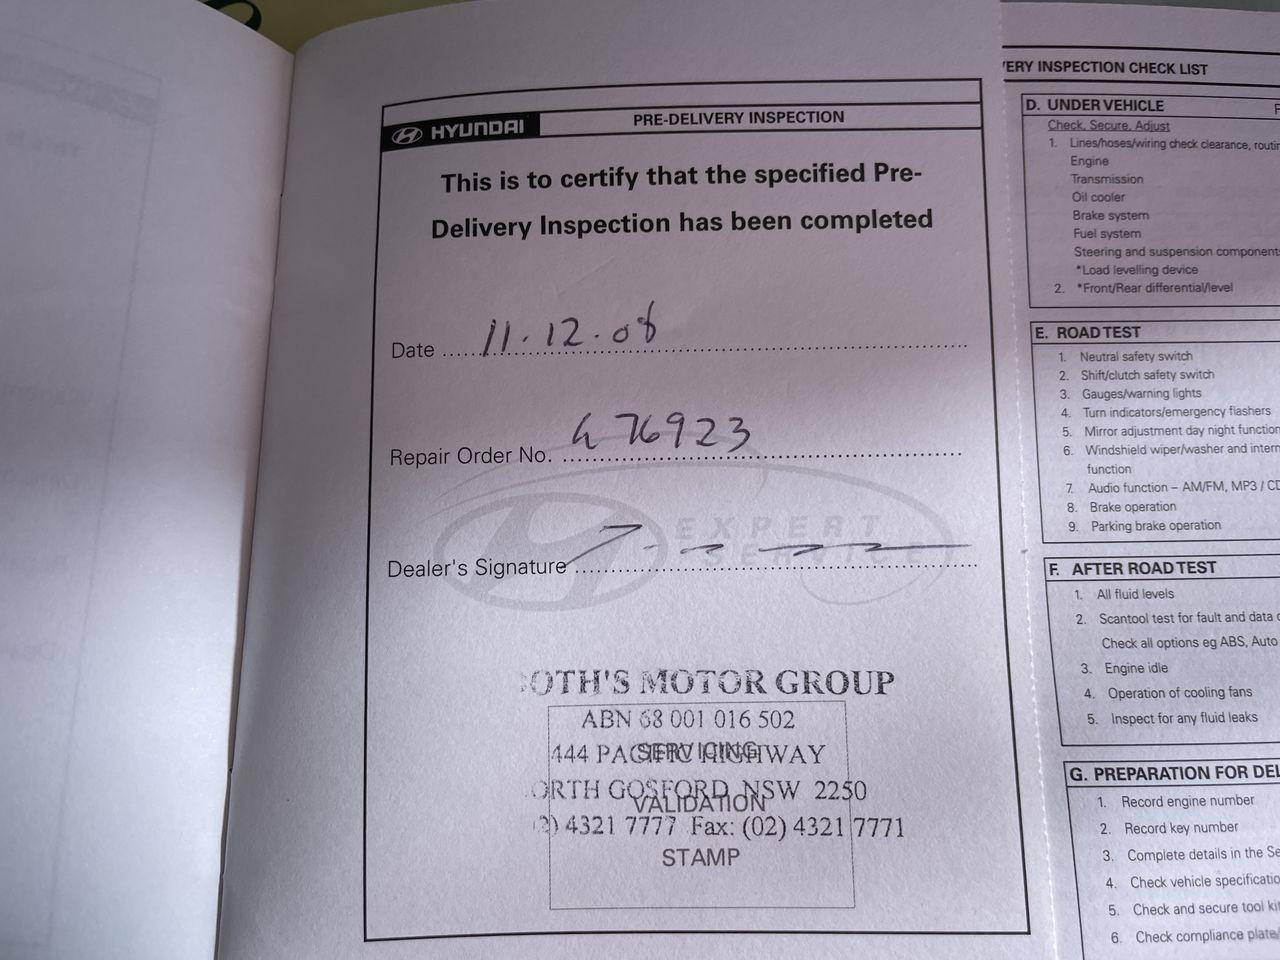 HYUNDAI
PRE-DELIVERY INSPECTION
This is to certify that the specified Pre-
Delivery Inspection has been completed
Date 11.12.08
Repair Order No. 76923
EXPERT
Dealer's Signature
OTH'S MOTOR GROUP
ABN 68 001 016 502
444 PACIFIC HIGHWAY
SERVICING
ORTH GOSFORD NSW 2250
VALIDATION
2) 4321 7777 Fax: (02) 4321 7771
STAMP
ERY INSPECTION CHECK LIST
D. UNDER VEHICLE
Check, Secure, Adjust
1. Lines/hoses/wiring check clearance, routin
Engine
Transmission
Oil cooler
Brake system
Fuel system
Steering and suspension component
*Load levelling device
2. *Front/Rear differential/level
E. ROAD TEST
1. Neutral safety switch
2. Shift/clutch safety switch
3. Gauges/warning lights
4. Turn indicators/emergency flashers
5. Mirror adjustment day night function
6. Windshield wiper/washer and interm
function
7. Audio function – AM/FM, MP3 / CD
8. Brake operation
9. Parking brake operation
F. AFTER ROAD TEST
1. All fluid levels
2. Scantool test for fault and data
Check all options eg ABS, Auto
3. Engine idle
4. Operation of cooling fans
5. Inspect for any fluid leaks
G. PREPARATION FOR DEL
1. Record engine number
2. Record key number
3. Complete details in the Se
4. Check vehicle specificatio
5. Check and secure tool kit
6. Check compliance plate/